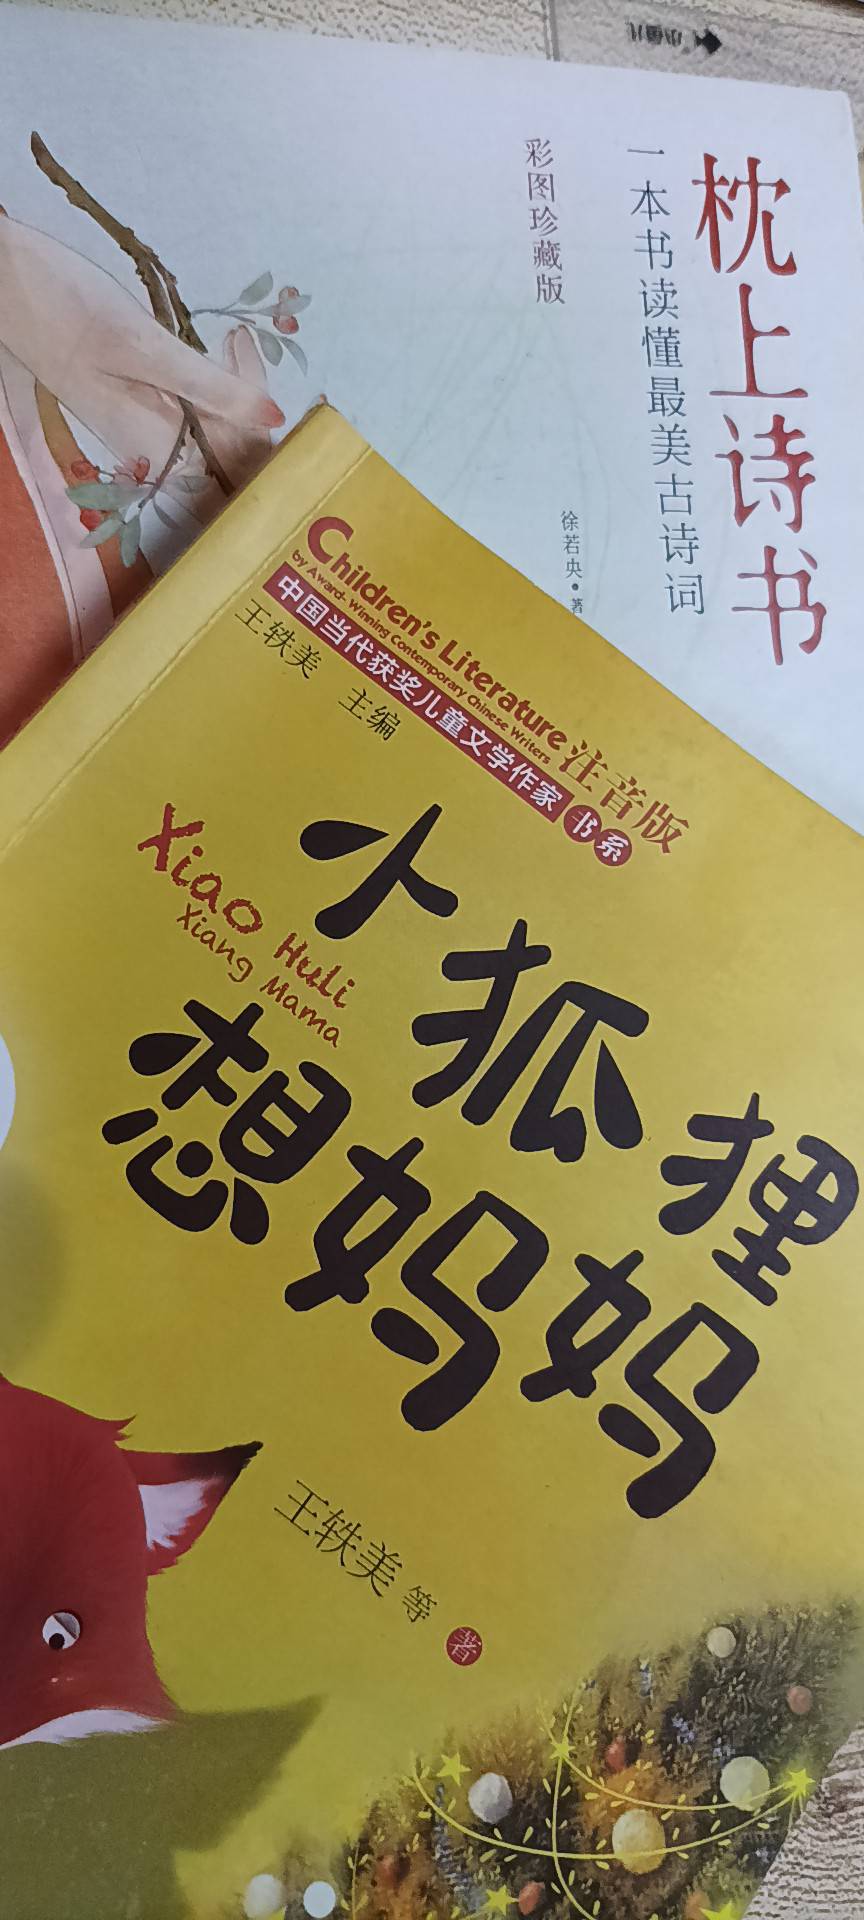 枕上诗书
一本书读懂最美古诗词
彩图珍藏版
徐若央·著
Children's Literature
by Award-Winning Contemporary Chinese Writers
注音版
中国当代获奖儿童文学作家书系
王轶美 主编
小狐狸
Xiao Huli
Xiang Mama
想妈妈
王轶美 等 著